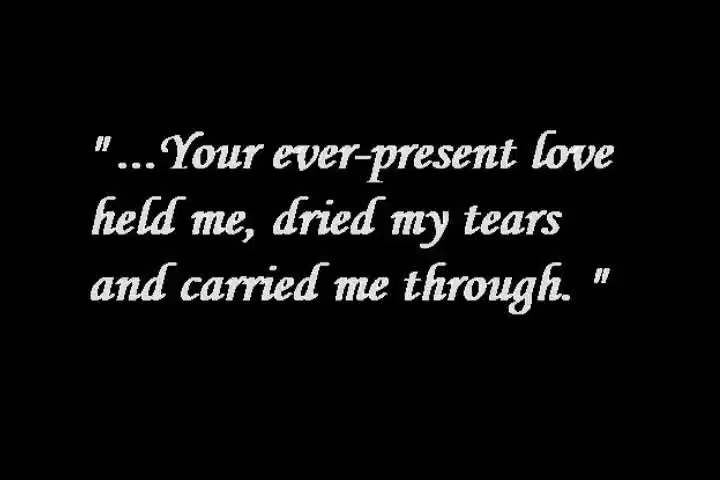 "...Your ever-present love
held me, dried my tears
and carried me through. "